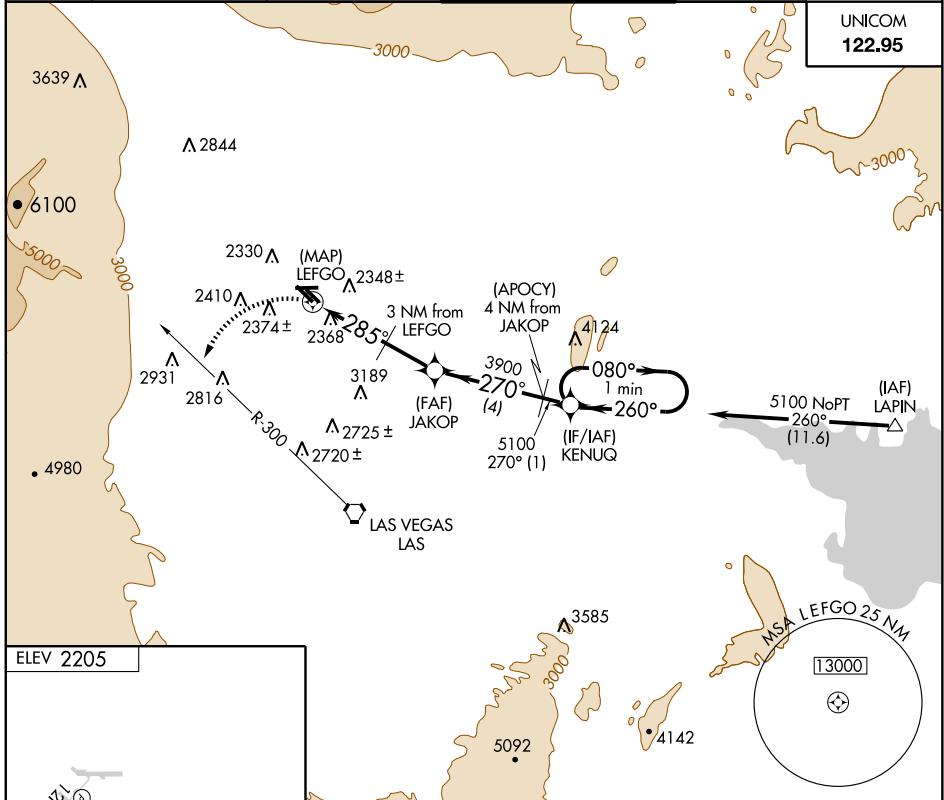 UNICOM
122.95
3000
3639
2844
3000
6100
5000
3000
2330
(MAP)
LEFGO
2348 ±
2410
2374 ±
2368
285°
3 NM from
LEFGO
(APOCY)
4 NM from
JAKOP
4124
2931
2816
3189
3900
270°
(4)
080°
1 min
260°
(FAF)
JAKOP
5100
270° (1)
(IF/IAF)
KENUQ
5100 NoPT
260°
(11.6)
(IAF)
LAPIN
R-300
2725 ±
2720 ±
4980
LAS VEGAS
LAS
3585
3000
MSA LEFGO 25 NM
13000
4142
5092
ELEV 2205